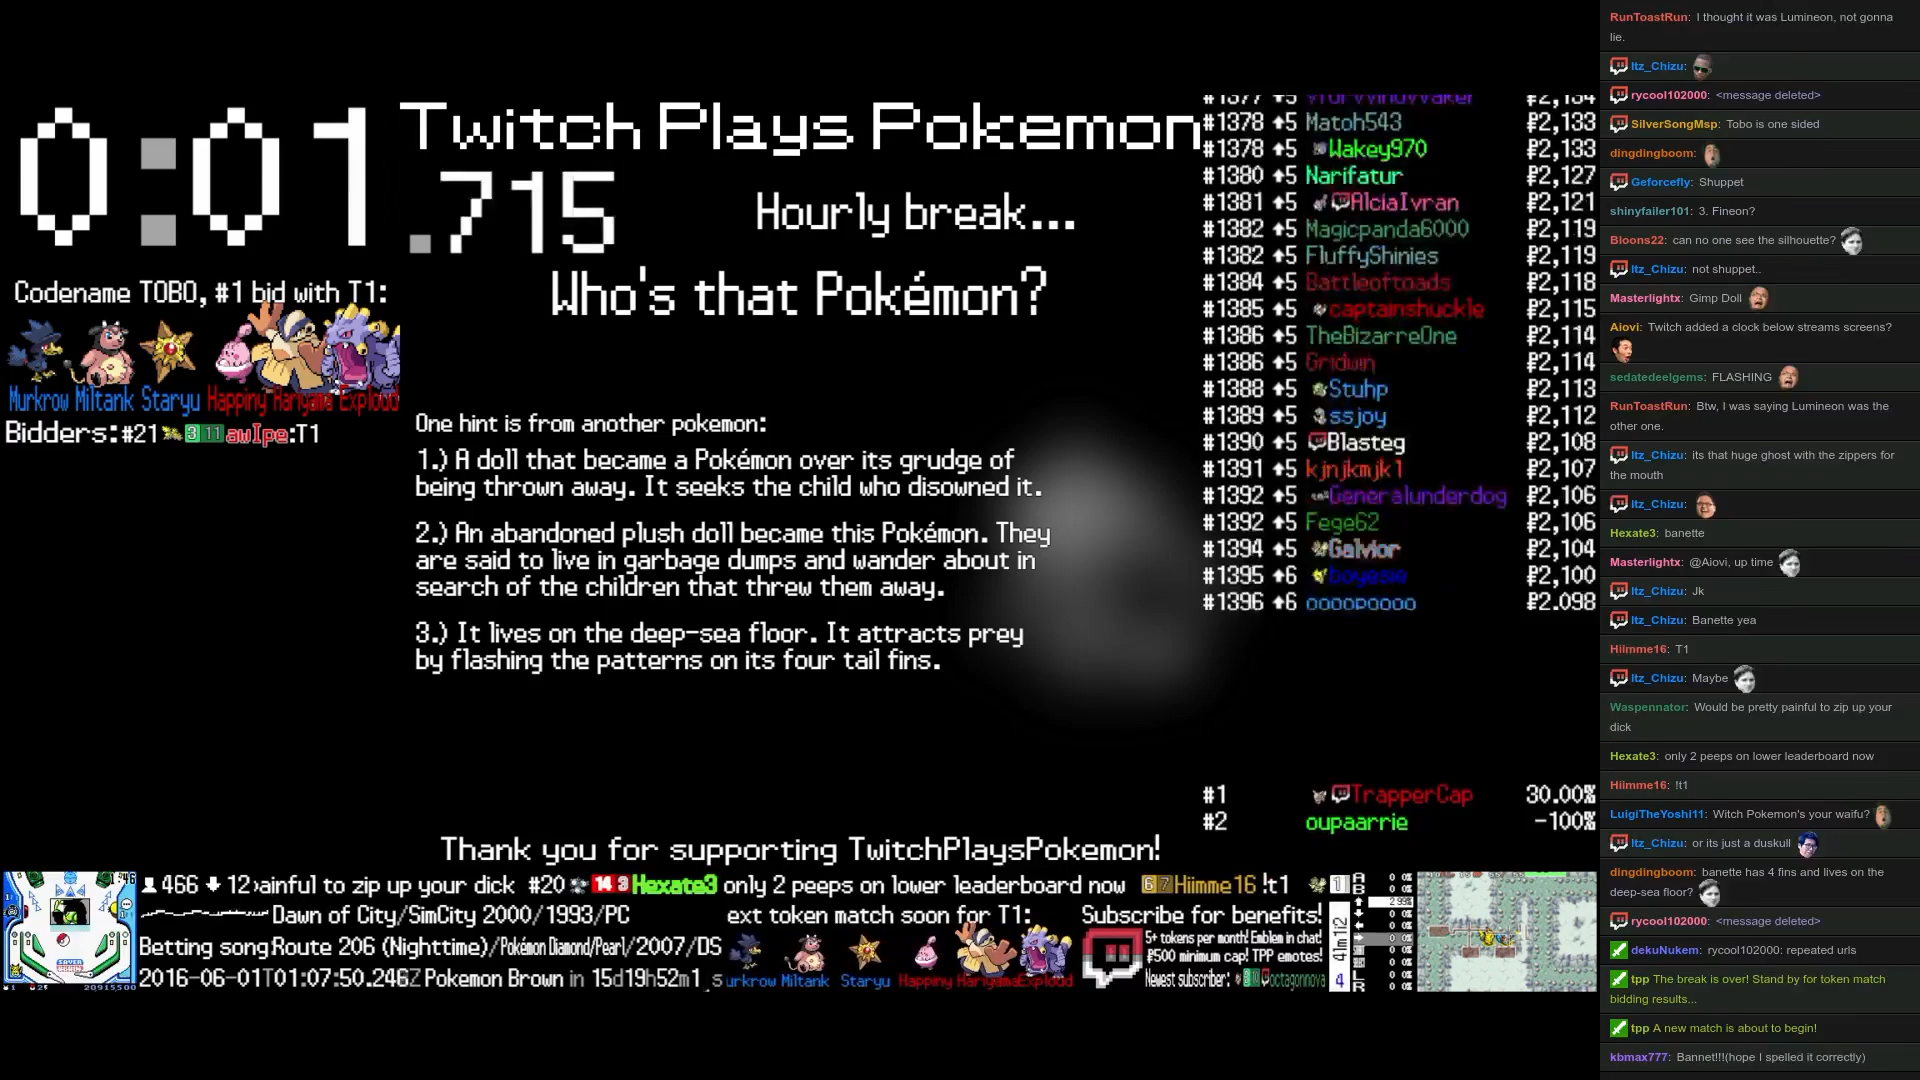 0:01.715
Twitch Plays Pokemon
Hourly break...
Who's that Pokémon?
Codename TOBO, #1 bid with T1:
Murkrow Miltank Staryu Happiny Hariyama Exploud
Bidders: #21 3 11 awIpe:T1
One hint is from another pokemon:
1.) A doll that became a Pokémon over its grudge of
being thrown away. It seeks the child who disowned it.
2.) An abandoned plush doll became this Pokémon. They
are said to live in garbage dumps and wander about in
search of the children that threw them away.
3.) It lives on the deep-sea floor. It attracts prey
by flashing the patterns on its four tail fins.
#1378 5 Matoh543 ₽2,133
#1378 5 Wakey970 ₽2,133
#1380 5 Narifatur ₽2,127
#1381 5 AlciaIvran ₽2,121
#1382 5 Magicpanda6000 ₽2,119
#1382 5 FluffyShinies ₽2,119
#1384 5 Battleoftoads ₽2,118
#1385 5 captainshuckle ₽2,115
#1386 5 TheBizarreOne ₽2,114
#1386 5 Gridwin ₽2,114
#1388 5 Stuhp ₽2,113
#1389 5 ssjoy ₽2,112
#1390 5 Blasteg ₽2,108
#1391 5 kjnjkmjk1 ₽2,107
#1392 5 Generalunderdog ₽2,106
#1392 5 Fege62 ₽2,106
#1394 5 Galvior ₽2,104
#1395 6 boyesie ₽2,100
#1396 6 oooopoooo ₽2.098
#1 TrapperCap 30.00%
#2 oupaarrie -100%
Thank you for supporting TwitchPlaysPokemon!
466 12 ainful to zip up your dick #20 14 3 Hexate3 only 2 peeps on lower leaderboard now 67 Hiimme16 !t1
Dawn of City/SimCity 2000/1993/PC
ext token match soon for T1:
Subscribe for benefits!
Betting song Route 206 (Nighttime)/Pokémon Diamond/Pearl/2007/DS
5+ tokens per month! Emblem in chat!
₽500 minimum cap! TPP emotes!
2016-06-01T01:07:50.246Z Pokemon Brown in 15d19h52m1 s
urkrow Miltank Staryu Happiny Hariyama Exploud
Newest subscriber: octagonnova
41m12
4
RunToastRun: I thought it was Lumineon, not gonna
lie.
Itz_Chizu:
rycool102000: <message deleted>
SilverSongMsp: Tobo is one sided
dingdingboom:
Geforcefly: Shuppet
shinyfailer101: 3. Fineon?
Bloons22: can no one see the silhouette?
Itz_Chizu: not shuppet..
Masterlightx: Gimp Doll
Aiovi: Twitch added a clock below streams screens?
sedatedeelgems: FLASHING
RunToastRun: Btw, I was saying Lumineon was the
other one.
Itz_Chizu: its that huge ghost with the zippers for
the mouth
Itz_Chizu:
Hexate3: banette
Masterlightx: @Aiovi, up time
Itz_Chizu: Jk
Itz_Chizu: Banette yea
Hiimme16: T1
Itz_Chizu: Maybe
Waspennator: Would be pretty painful to zip up your
dick
Hexate3: only 2 peeps on lower leaderboard now
Hiimme16: !t1
LuigiTheYoshi11: Witch Pokemon's your waifu?
Itz_Chizu: or its just a duskull
dingdingboom: banette has 4 fins and lives on the
deep-sea floor?
rycool102000: <message deleted>
dekuNukem: rycool102000: repeated urls
tpp The break is over! Stand by for token match
bidding results...
tpp A new match is about to begin!
kbmax777: Bannet!!!(hope I spelled it correctly)